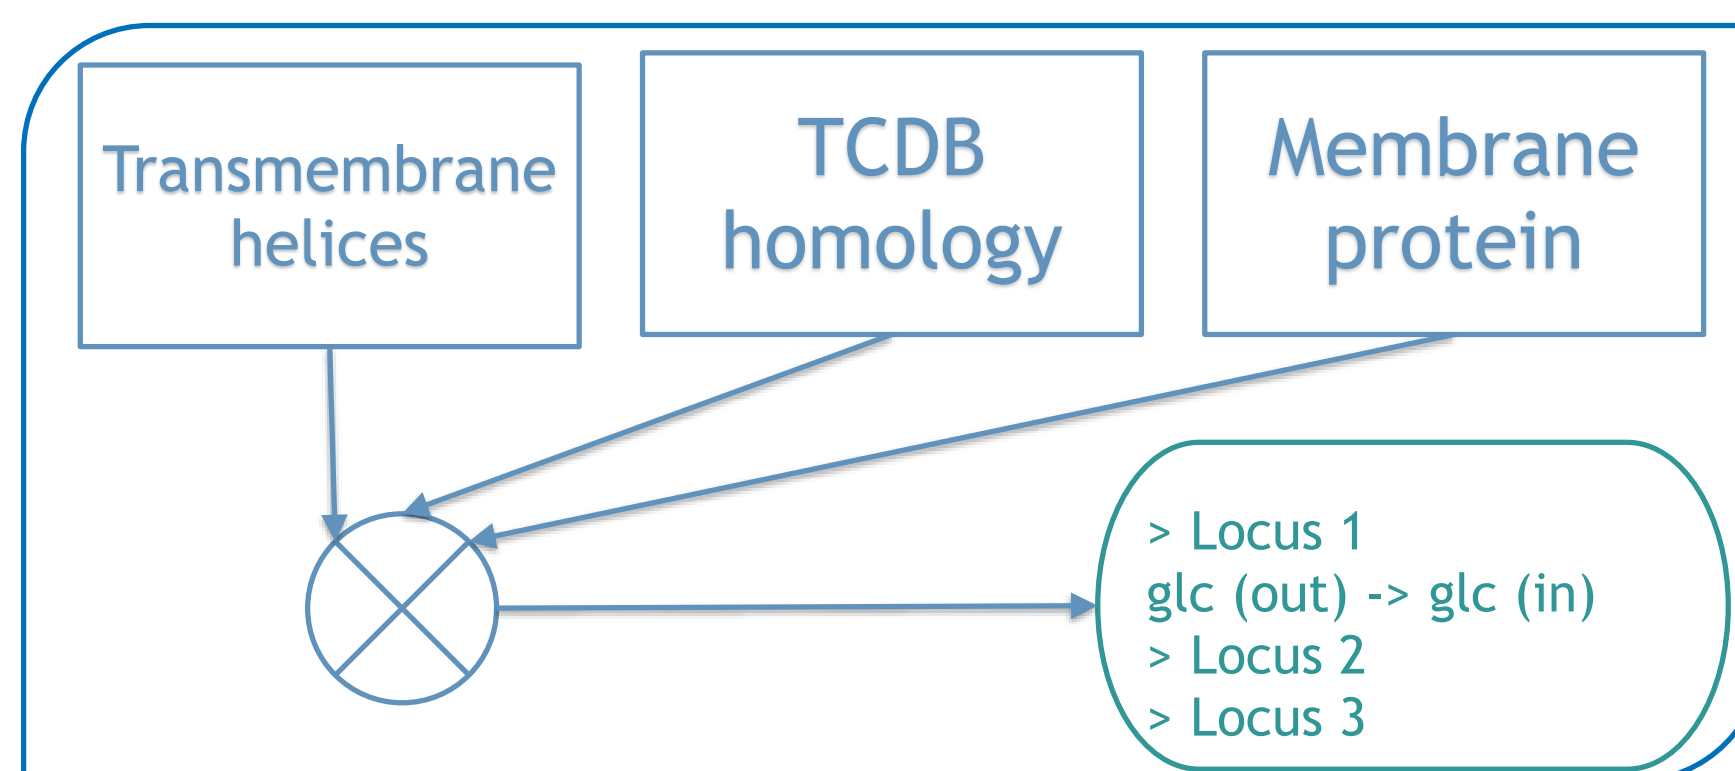 Transmembrane
helices
TCDB
homology
Membrane
protein
> Locus 1
glc (out) -> glc (in)
> Locus 2
> Locus 3